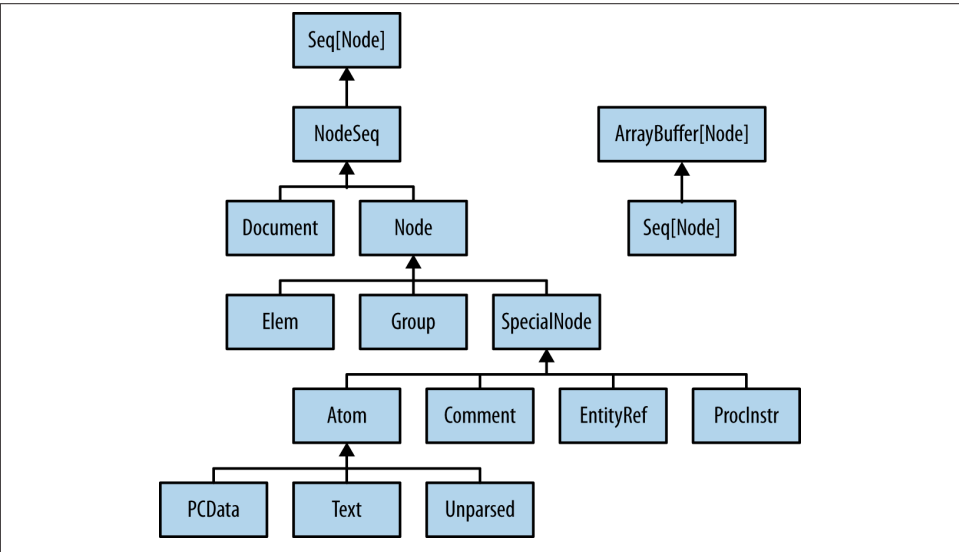 Seq[Node]
NodeSeq
ArrayBuffer[Node]
Document
Node
Seq[Node]
Elem
Group
SpecialNode
Atom
Comment
EntityRef
ProcInstr
PCData
Text
Unparsed